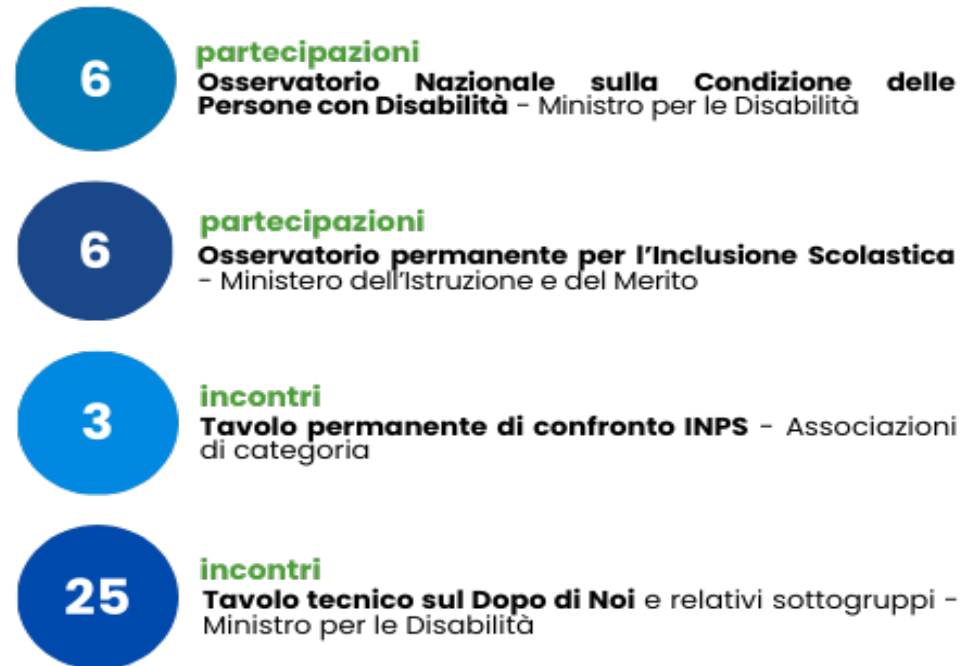 6
partecipazioni
Osservatorio Nazionale sulla Condizione delle
Persone con Disabilità - Ministro per le Disabilità
6
partecipazioni
Osservatorio permanente per l'Inclusione Scolastica
- Ministero dell'Istruzione e del Merito
3
incontri
Tavolo permanente di confronto INPS - Associazioni
di categoria
25
incontri
Tavolo tecnico sul Dopo di Noi e relativi sottogruppi -
Ministro per le Disabilità